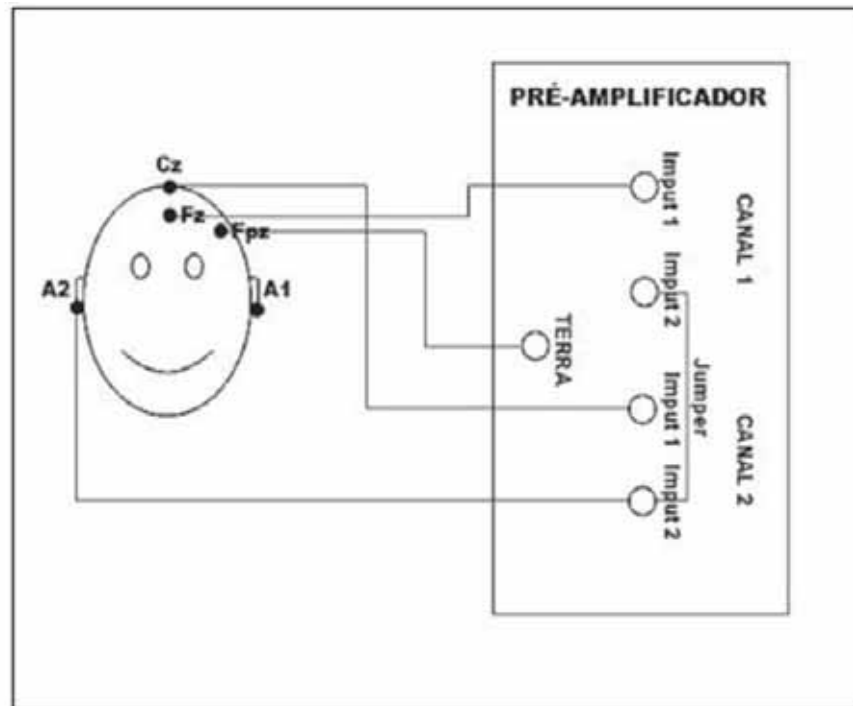 PRÉ-AMPLIFICADOR
Cz
Fz
Fpz
A2
A1
Imput 1
Imput 2
CANAL 1
TERRA
Jumper
Imput 1
Imput 2
CANAL 2